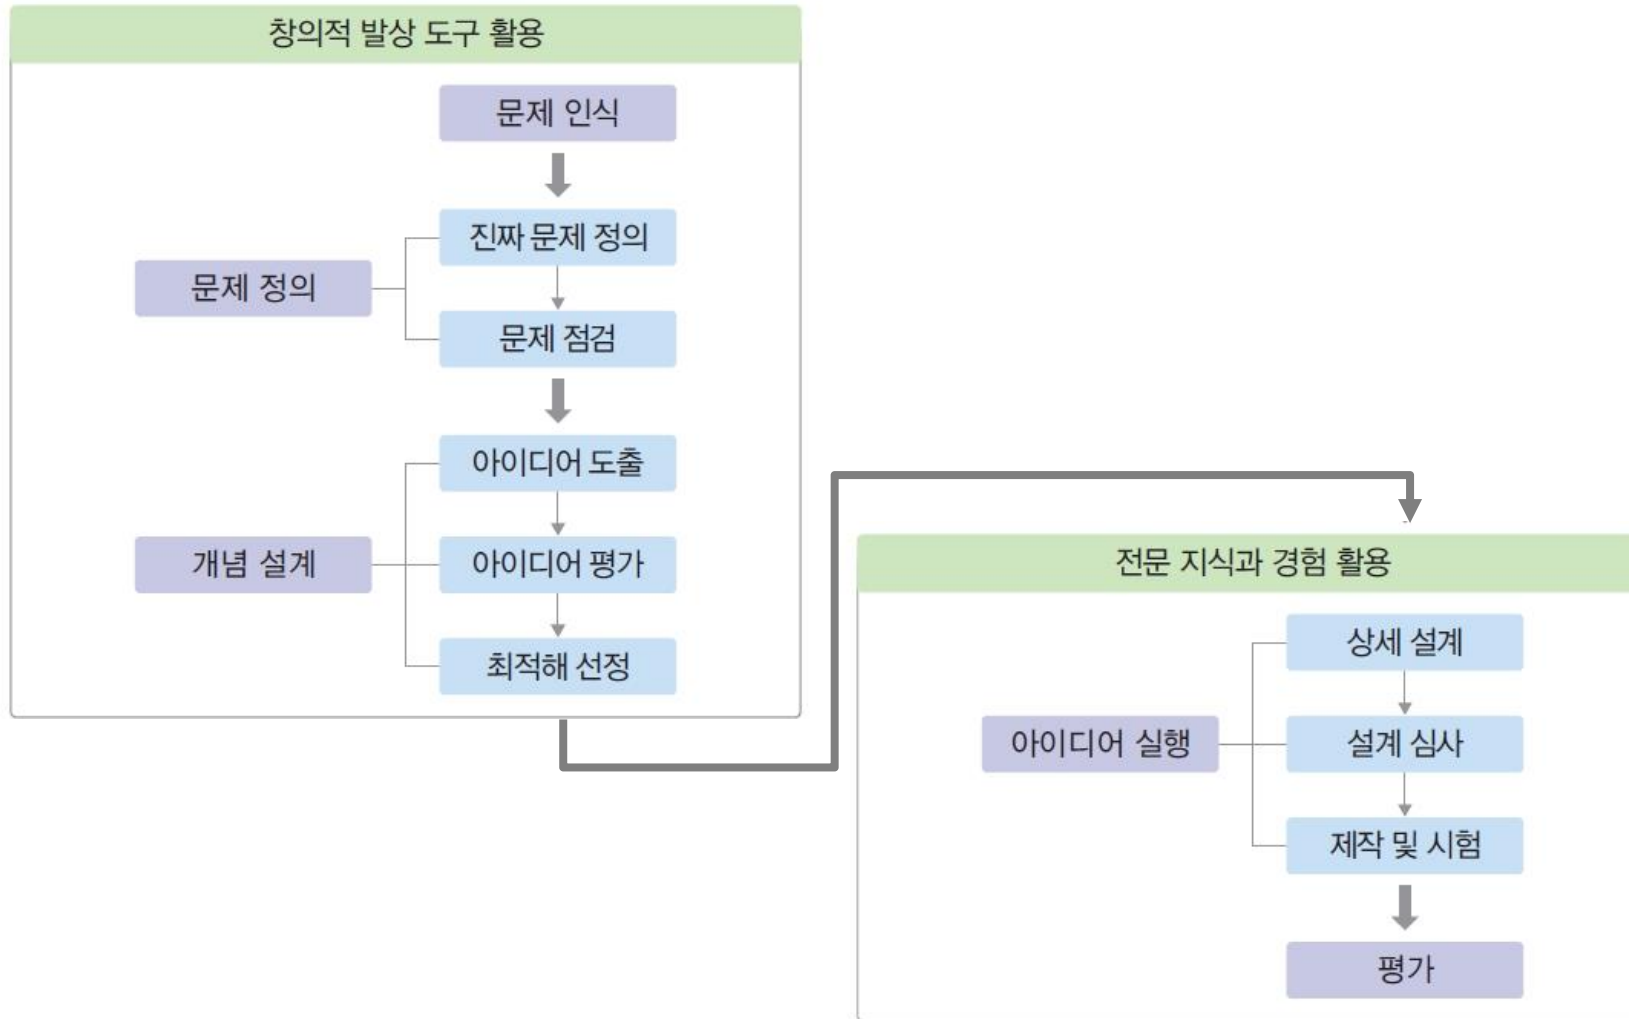 창의적 발상 도구 활용
문제 인식
진짜 문제 정의
문제 정의
문제 점검
아이디어 도출
개념 설계
아이디어 평가
최적해 선정
전문 지식과 경험 활용
상세 설계
아이디어 실행
설계 심사
제작 및 시험
평가